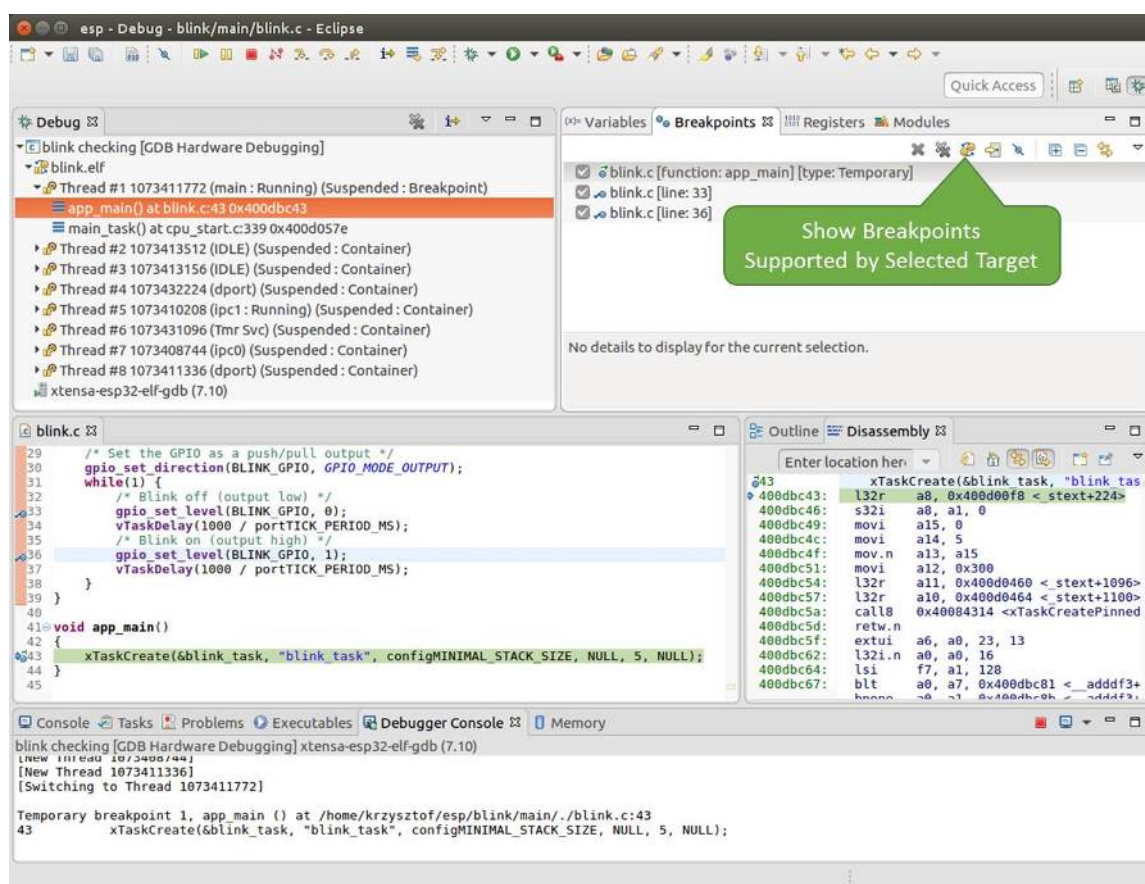 esp - Debug - blink/main/blink.c - Eclipse
Quick Access
Debug
blink checking [GDB Hardware Debugging]
blink.elf
Thread #1 1073411772 (main : Running) (Suspended : Breakpoint)
app_main() at blink.c:43 0x400dbc43
main_task() at cpu_start.c:339 0x400d057e
Thread #2 1073413512 (IDLE) (Suspended : Container)
Thread #3 1073413156 (IDLE) (Suspended : Container)
Thread #4 1073432224 (dport) (Suspended : Container)
Thread #5 1073410208 (ipc1 : Running) (Suspended : Container)
Thread #6 1073431096 (Tmr Svc) (Suspended : Container)
Thread #7 1073408744 (ipc0) (Suspended : Container)
Thread #8 1073411336 (dport) (Suspended : Container)
xtensa-esp32-elf-gdb (7.10)
(x)= Variables Breakpoints Registers Modules
blink.c [function: app_main] [type: Temporary]
blink.c [line: 33]
blink.c [line: 36]
Show Breakpoints
Supported by Selected Target
No details to display for the current selection.
blink.c
29 /* Set the GPIO as a push/pull output */
30 gpio_set_direction(BLINK_GPIO, GPIO_MODE_OUTPUT);
31 while(1) {
32 /* Blink off (output low) */
33 gpio_set_level(BLINK_GPIO, 0);
34 vTaskDelay(1000 / portTICK_PERIOD_MS);
35 /* Blink on (output high) */
36 gpio_set_level(BLINK_GPIO, 1);
37 vTaskDelay(1000 / portTICK_PERIOD_MS);
38 }
39 }
40
41 void app_main()
42 {
43 xTaskCreate(&blink_task, "blink_task", configMINIMAL_STACK_SIZE, NULL, 5, NULL);
44 }
45
Outline Disassembly
Enter location her
43 xTaskCreate(&blink_task, "blink_tas
400dbc43: l32r a8, 0x400d00f8 <_stext+224>
400dbc46: s32i a8, a1, 0
400dbc49: movi a15, 0
400dbc4c: movi a14, 5
400dbc4f: mov.n a13, a15
400dbc51: movi a12, 0x300
400dbc54: l32r a11, 0x400d0460 <_stext+1096>
400dbc57: l32r a10, 0x400d0464 <_stext+1100>
400dbc5a: call8 0x40084314 <xTaskCreatePinned
400dbc5d: retw.n
400dbc5f: extui a6, a0, 23, 13
400dbc62: l32i.n a0, a0, 16
400dbc64: lsi f7, a1, 128
400dbc67: blt a0, a7, 0x400dbc81 <__adddf3+
Console Tasks Problems Executables Debugger Console Memory
blink checking [GDB Hardware Debugging] xtensa-esp32-elf-gdb (7.10)
[New Thread 1073408744]
[New Thread 1073411336]
[Switching to Thread 1073411772]
Temporary breakpoint 1, app_main () at /home/krzysztof/esp/blink/main/./blink.c:43
43 xTaskCreate(&blink_task, "blink_task", configMINIMAL_STACK_SIZE, NULL, 5, NULL);